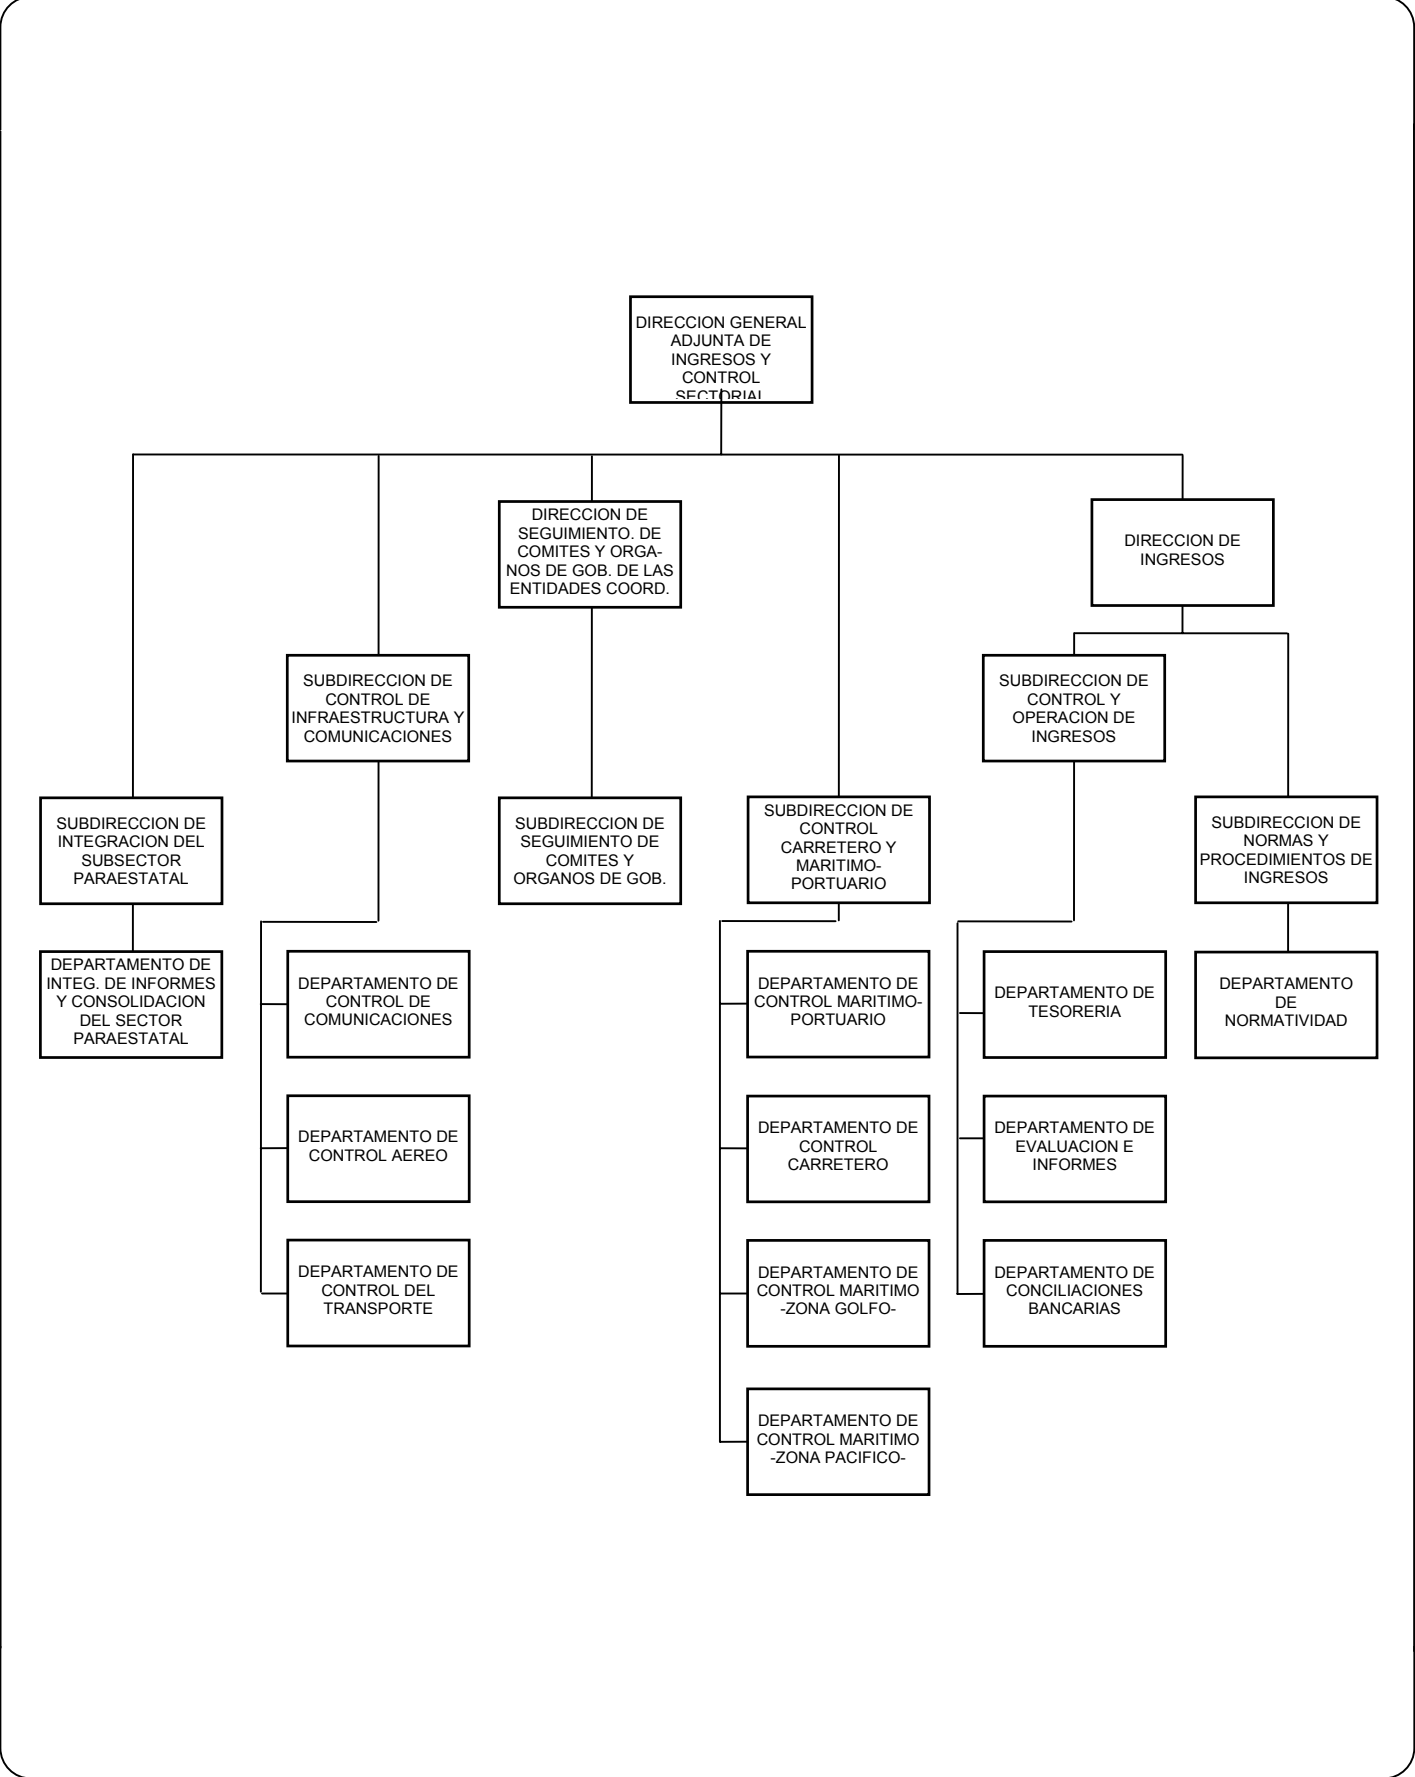 DIRECCION GENERAL
ADJUNTA DE
INGRESOS Y
CONTROL
SECTORIAL
DIRECCION DE
SEGUIMIENTO. DE
COMITES Y ORGA-
NOS DE GOB. DE LAS
ENTIDADES COORD.
DIRECCION DE
INGRESOS
SUBDIRECCION DE
CONTROL DE
INFRAESTRUCTURA Y
COMUNICACIONES
SUBDIRECCION DE
CONTROL Y
OPERACION DE
INGRESOS
SUBDIRECCION DE
INTEGRACION DEL
SUBSECTOR
PARAESTATAL
SUBDIRECCION DE
SEGUIMIENTO DE
COMITES Y
ORGANOS DE GOB.
SUBDIRECCION DE
CONTROL
CARRETERO Y
MARITIMO-
PORTUARIO
SUBDIRECCION DE
NORMAS Y
PROCEDIMIENTOS DE
INGRESOS
DEPARTAMENTO DE
INTEG. DE INFORMES
Y CONSOLIDACION
DEL SECTOR
PARAESTATAL
DEPARTAMENTO DE
CONTROL DE
COMUNICACIONES
DEPARTAMENTO DE
CONTROL MARITIMO-
PORTUARIO
DEPARTAMENTO DE
TESORERIA
DEPARTAMENTO
DE
NORMATIVIDAD
DEPARTAMENTO DE
CONTROL AEREO
DEPARTAMENTO DE
CONTROL
CARRETERO
DEPARTAMENTO DE
EVALUACION E
INFORMES
DEPARTAMENTO DE
CONTROL DEL
TRANSPORTE
DEPARTAMENTO DE
CONTROL MARITIMO
-ZONA GOLFO-
DEPARTAMENTO DE
CONCILIACIONES
BANCARIAS
DEPARTAMENTO DE
CONTROL MARITIMO
-ZONA PACIFICO-